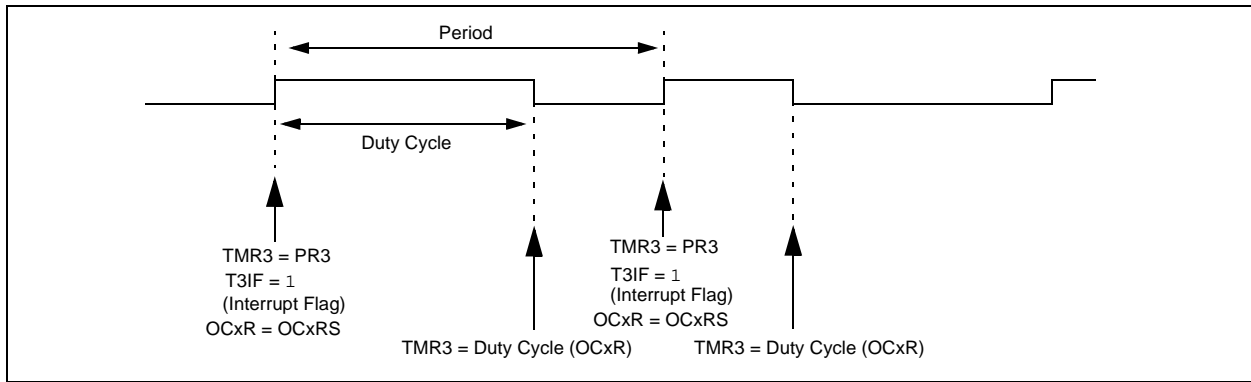 Period
Duty Cycle
TMR3 = PR3
T3IF = 1
(Interrupt Flag)
OCxR = OCxRS
TMR3 = Duty Cycle (OCxR)
TMR3 = PR3
T3IF = 1
(Interrupt Flag)
OCxR = OCxRS
TMR3 = Duty Cycle (OCxR)